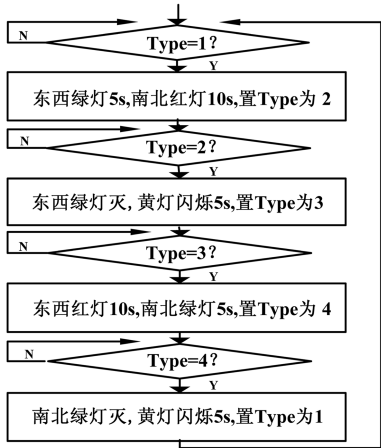 Type=1?
N
Y
东西绿灯5s,南北红灯10s,置Type为 2
Type=2?
N
Y
东西绿灯灭,黄灯闪烁5s,置Type为3
Type=3?
N
Y
东西红灯10s,南北绿灯5s,置Type为 4
Type=4?
N
Y
南北绿灯灭,黄灯闪烁5s,置Type为1